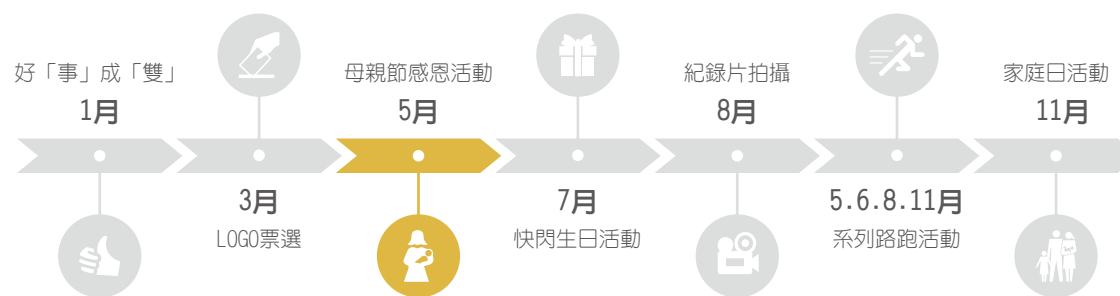 好「事」成「雙」
1月
3月
LOGO票選
母親節感恩活動
5月
7月
快閃生日活動
紀錄片拍攝
8月
5.6.8.11月
系列路跑活動
家庭日活動
11月